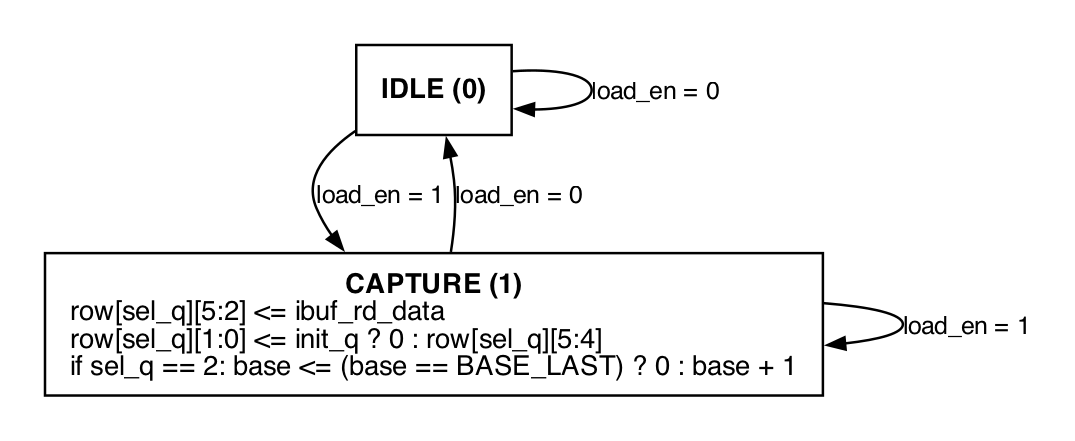 IDLE (0)
load_en = 0
load_en = 1
load_en = 0
CAPTURE (1)
row[sel_q][5:2] <= ibuf_rd_data
row[sel_q][1:0] <= init_q ? 0 : row[sel_q][5:4]
if sel_q == 2: base <= (base == BASE_LAST) ? 0 : base + 1
load_en = 1